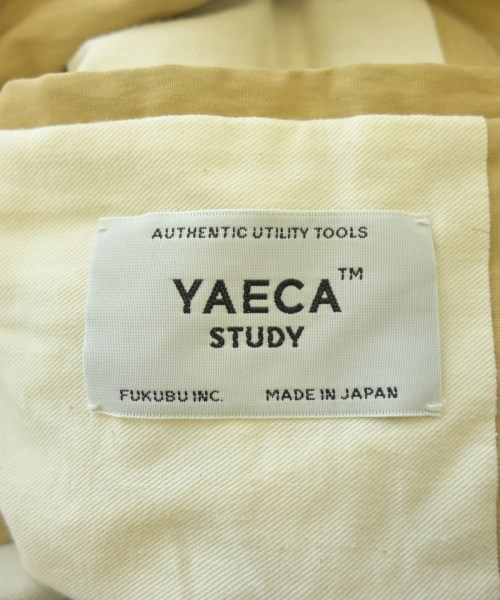 AUTHENTIC UTILITY TOOLS
YAECA™
STUDY
FUKUBU INC. MADE IN JAPAN